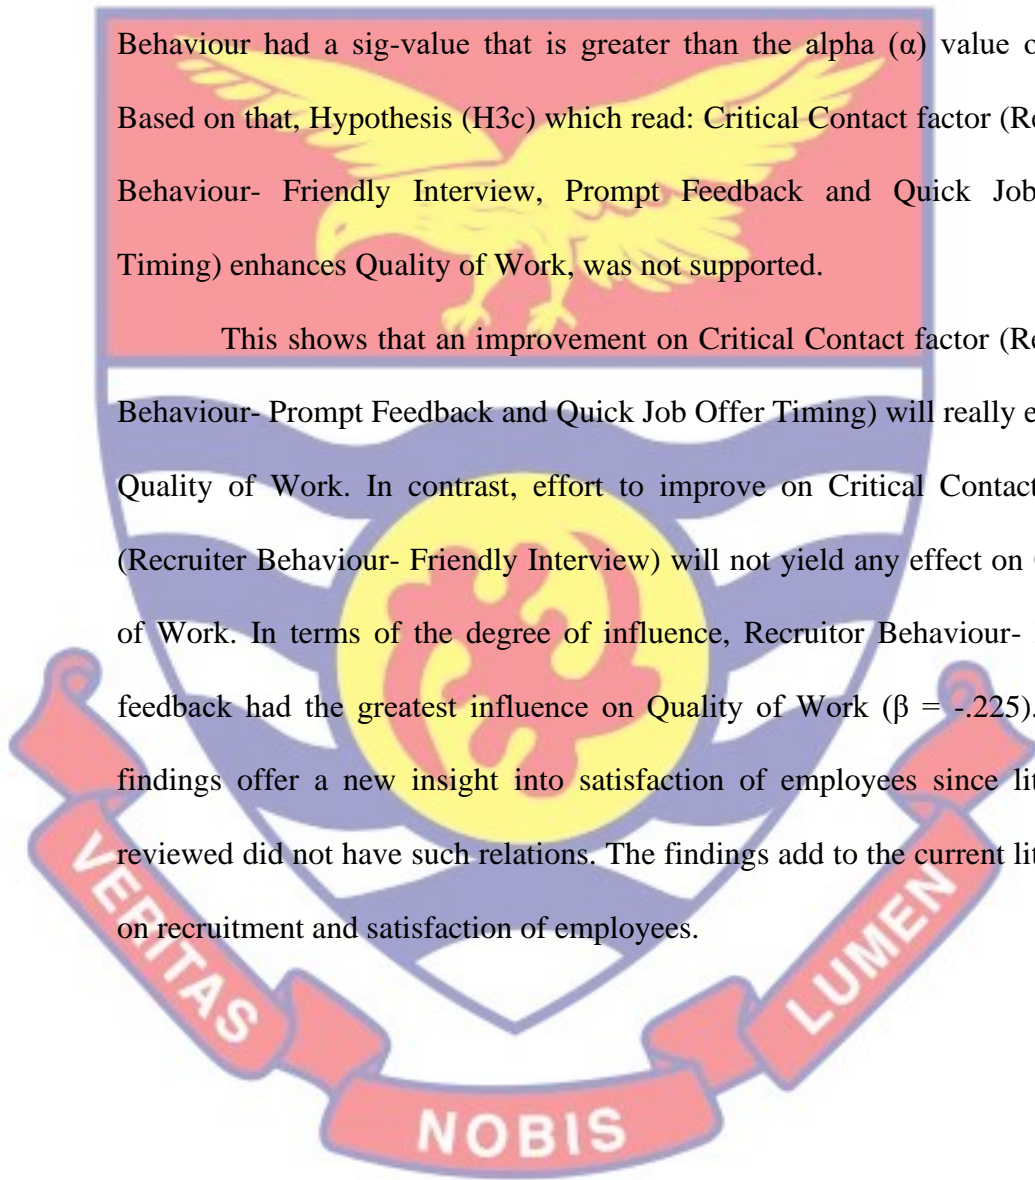 Behaviour had a sig-value that is greater than the alpha (α) value o
Based on that, Hypothesis (H3c) which read: Critical Contact factor (Re
Behaviour- Friendly Interview, Prompt Feedback and Quick Job
Timing) enhances Quality of Work, was not supported.
This shows that an improvement on Critical Contact factor (Re
Behaviour- Prompt Feedback and Quick Job Offer Timing) will really e
Quality of Work. In contrast, effort to improve on Critical Contact
(Recruiter Behaviour- Friendly Interview) will not yield any effect on
of Work. In terms of the degree of influence, Recruitor Behaviour-
feedback had the greatest influence on Quality of Work (β = -.225).
findings offer a new insight into satisfaction of employees since lit
reviewed did not have such relations. The findings add to the current lit
on recruitment and satisfaction of employees.
VERITAS
NOBIS
LUMEN